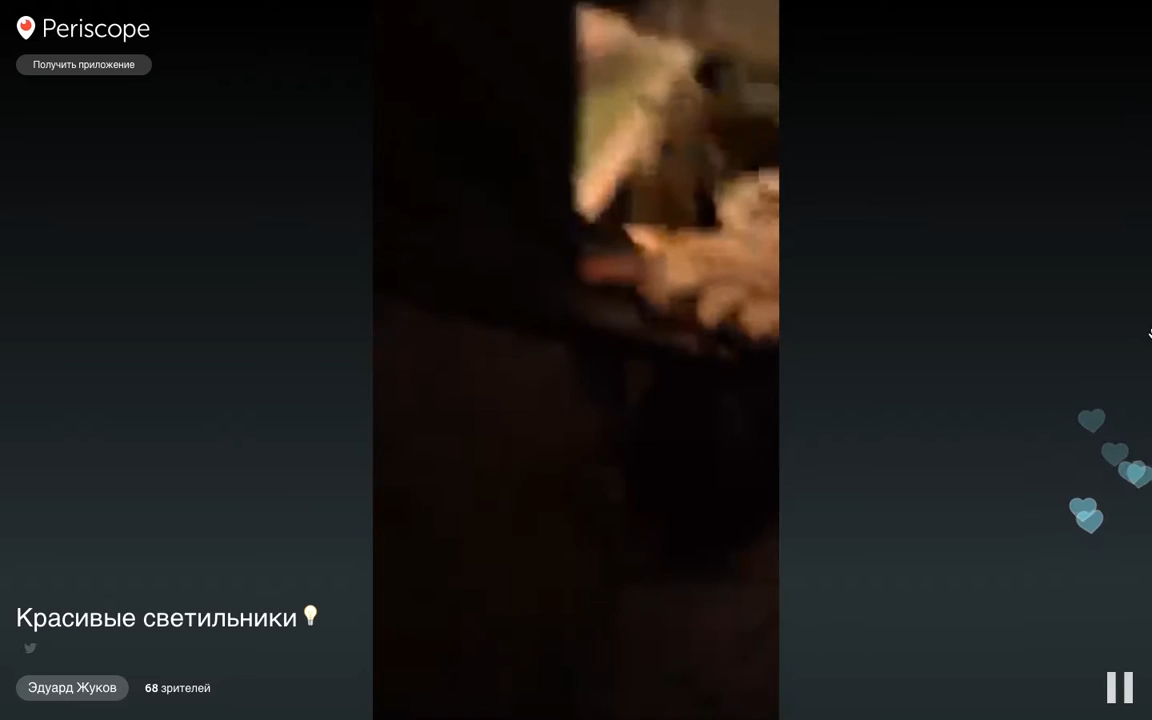 Periscope
Получить приложение
Красивые светильники💡
Эдуард Жуков 68 зрителей